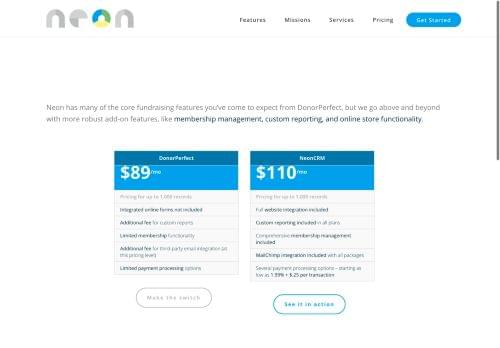 neon
Features Missions Services Pricing Get Started
Neon has many of the core fundraising features you've come to expect from DonorPerfect, but we go above and beyond
with more robust add-on features, like membership management, custom reporting, and online store functionality.
DonorPerfect
$89/mo
Pricing for up to 1,000 records
Integrated online forms not included
Additional fee for custom reports
Limited membership functionality
Additional fee for third-party email integration (at
this pricing level)
Limited payment processing options
Make the switch
NeonCRM
$110/mo
Pricing for up to 1,000 records
Full website integration included
Custom reporting included in all plans
Comprehensive membership management
included
MailChimp integration included with all packages
Several payment processing options – starting as
low as 1.99% + $.25 per transaction
See it in action